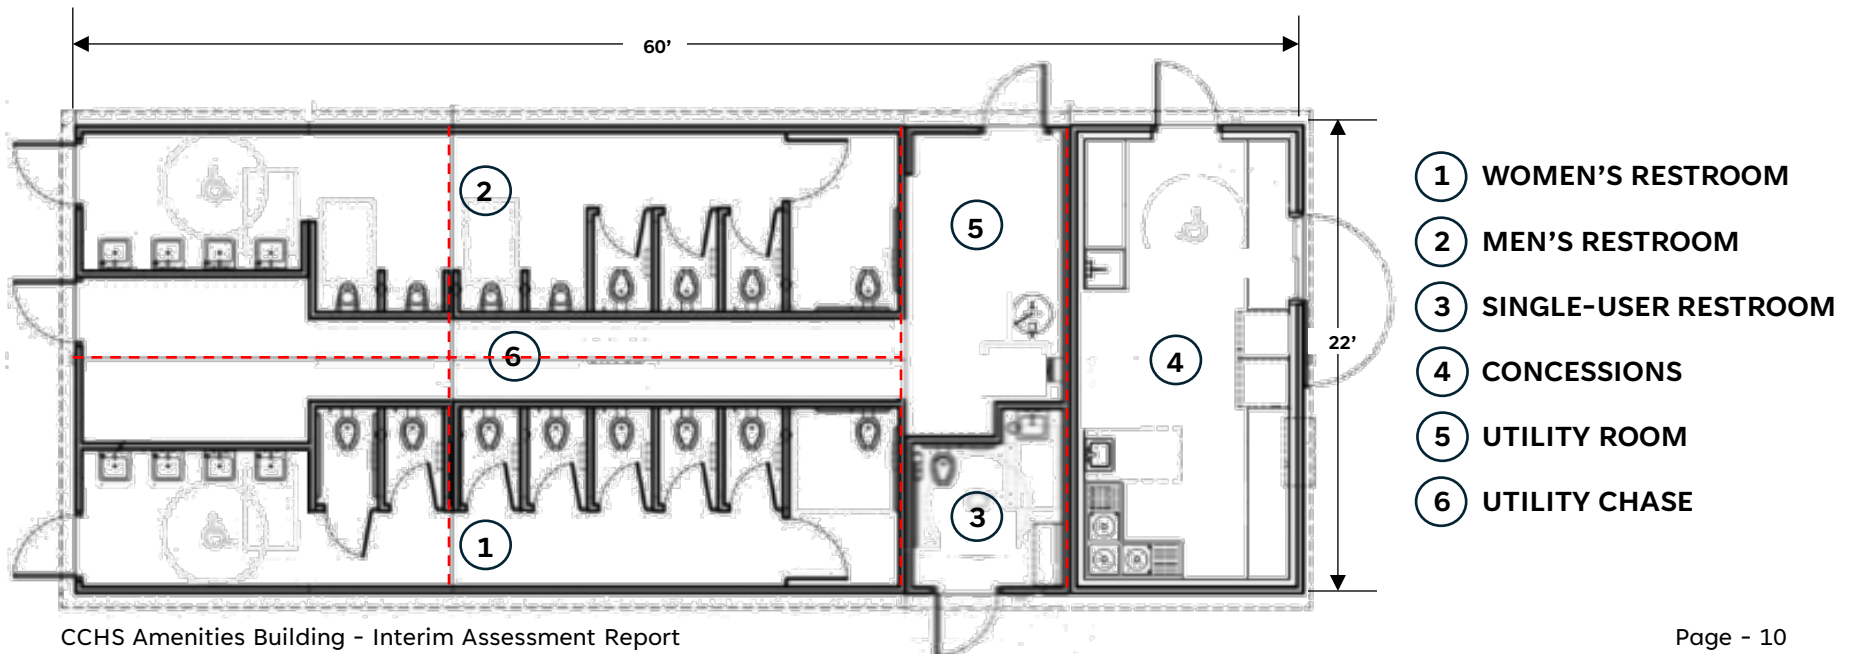 60’
2
5
6
4
22’
3
1
1 WOMEN’S RESTROOM
2 MEN’S RESTROOM
3 SINGLE-USER RESTROOM
4 CONCESSIONS
5 UTILITY ROOM
6 UTILITY CHASE
CCHS Amenities Building - Interim Assessment Report
Page - 10